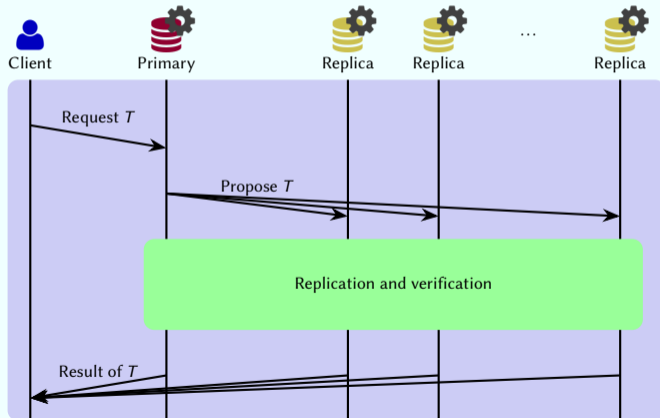 Client
Primary
Replica
Replica
...
Replica
Request T
Propose T
Replication and verification
Result of T